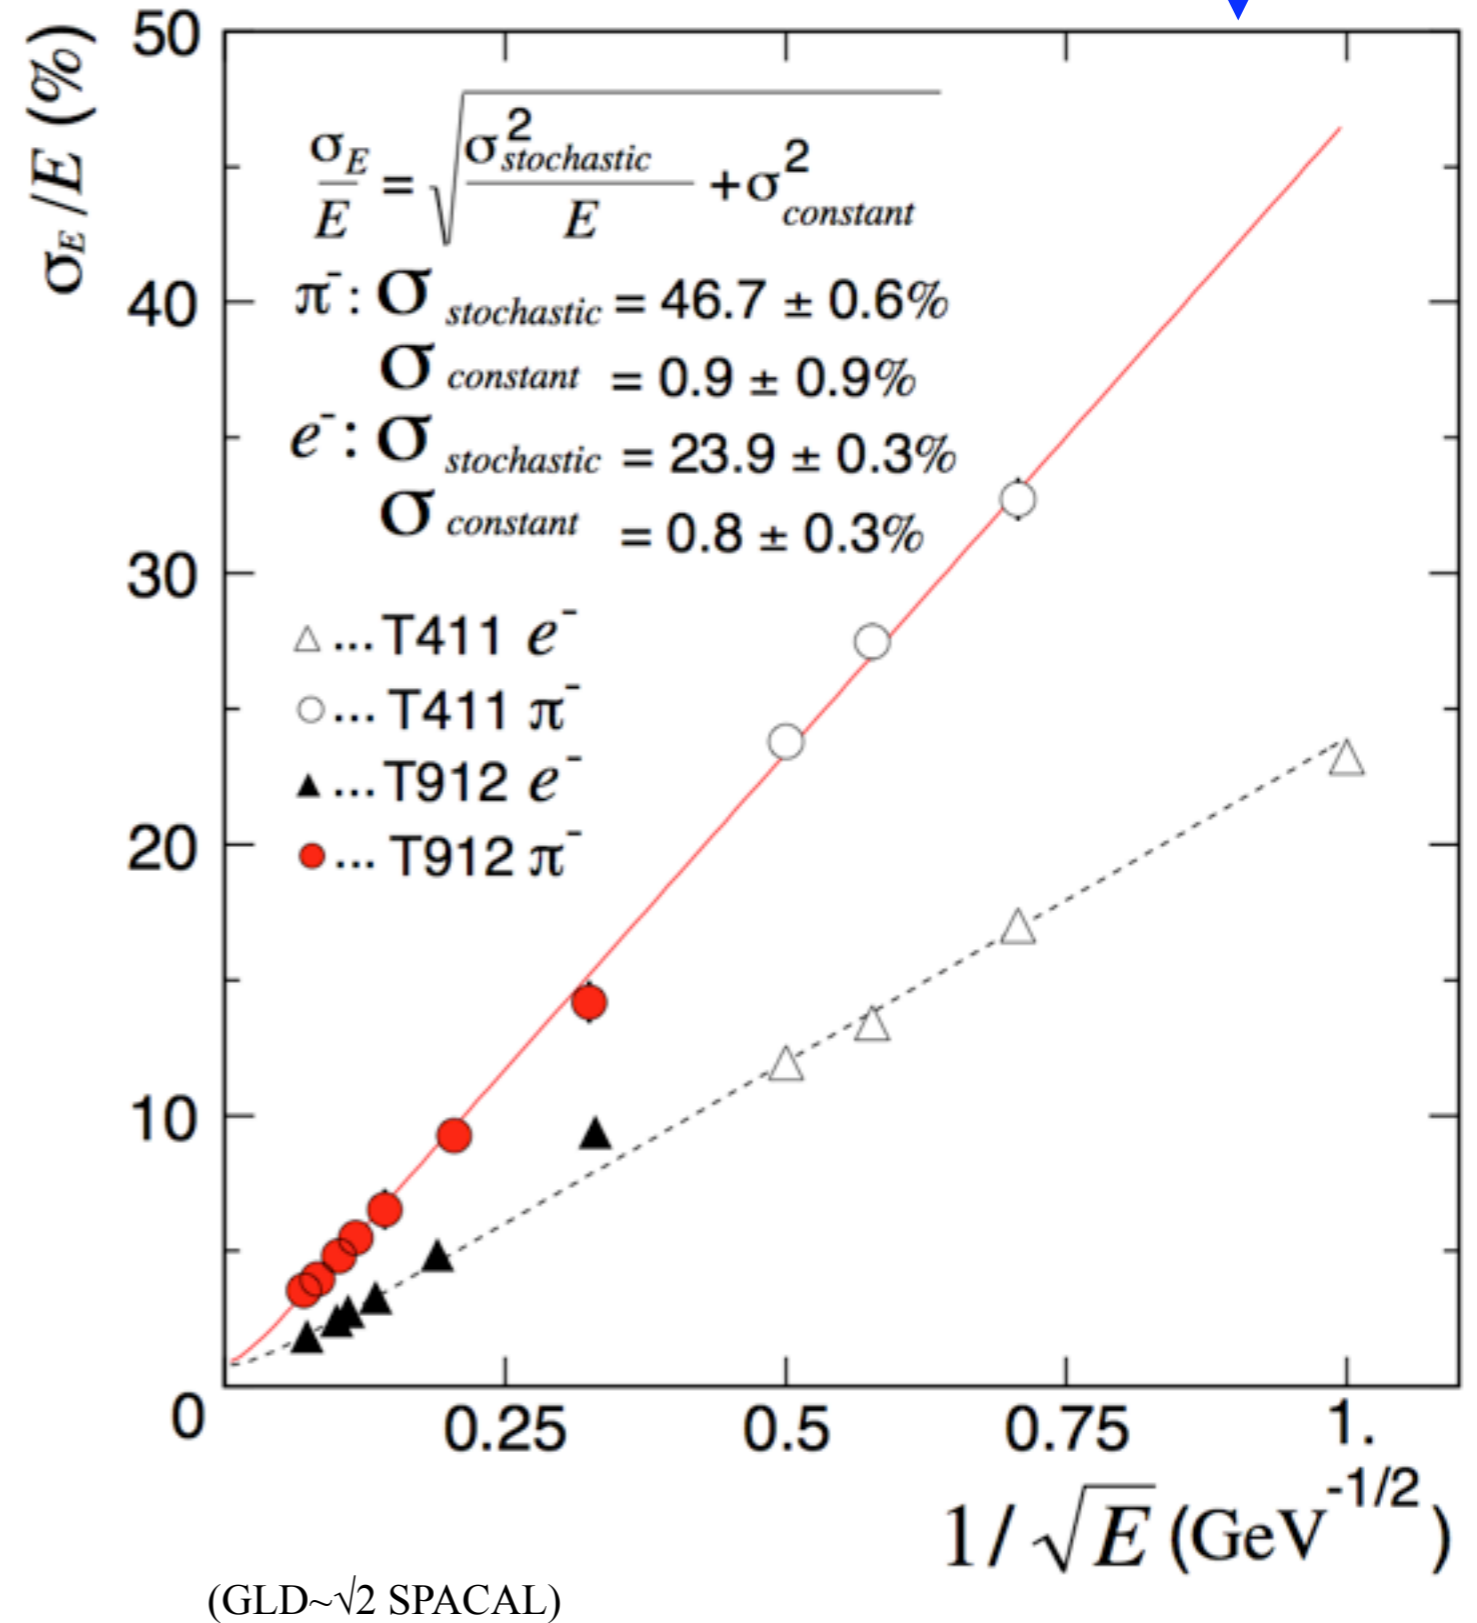 σE/E (%)
50
40
30
20
10
0
σE/E = √(σ²stochastic/E + σ²constant)
π⁻: σ stochastic = 46.7 ± 0.6%
σ constant = 0.9 ± 0.9%
e⁻: σ stochastic = 23.9 ± 0.3%
σ constant = 0.8 ± 0.3%
△ ... T411 e⁻
○ ... T411 π⁻
▲ ... T912 e⁻
● ... T912 π⁻
0.25 0.5 0.75 1.
1/√E (GeV⁻¹/²)
(GLD~√2 SPACAL)